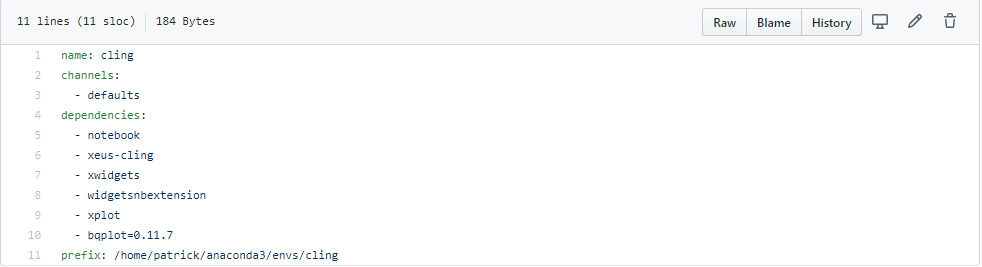 11 lines (11 sloc) 184 Bytes Raw Blame History
1 name: cling
2 channels:
3 - defaults
4 dependencies:
5 - notebook
6 - xeus-cling
7 - xwidgets
8 - widgetsnbextension
9 - xplot
10 - bqplot=0.11.7
11 prefix: /home/patrick/anaconda3/envs/cling